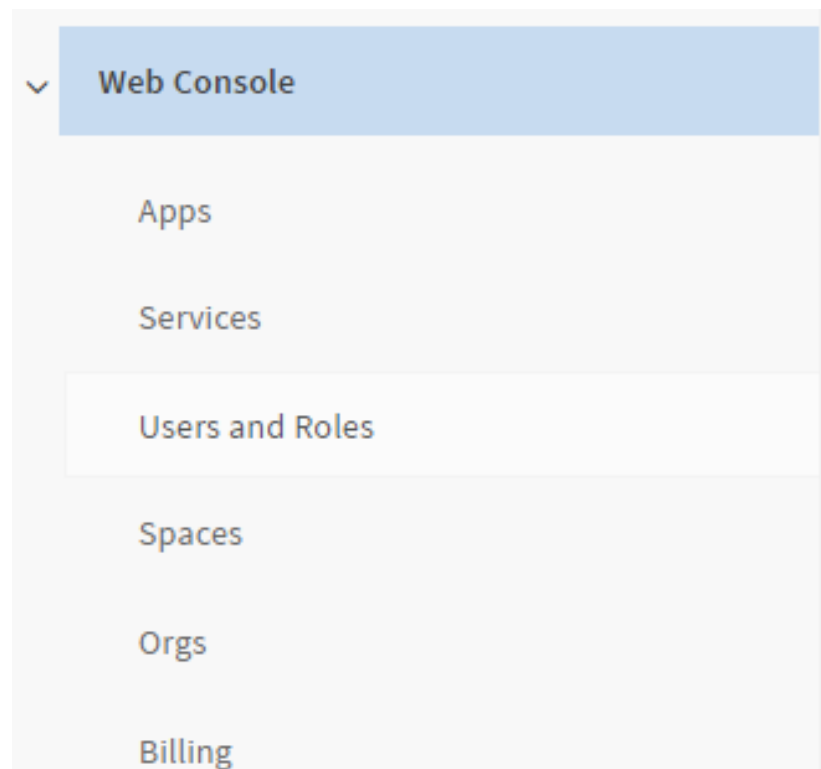 Web Console
Apps
Services
Users and Roles
Spaces
Orgs
Billing